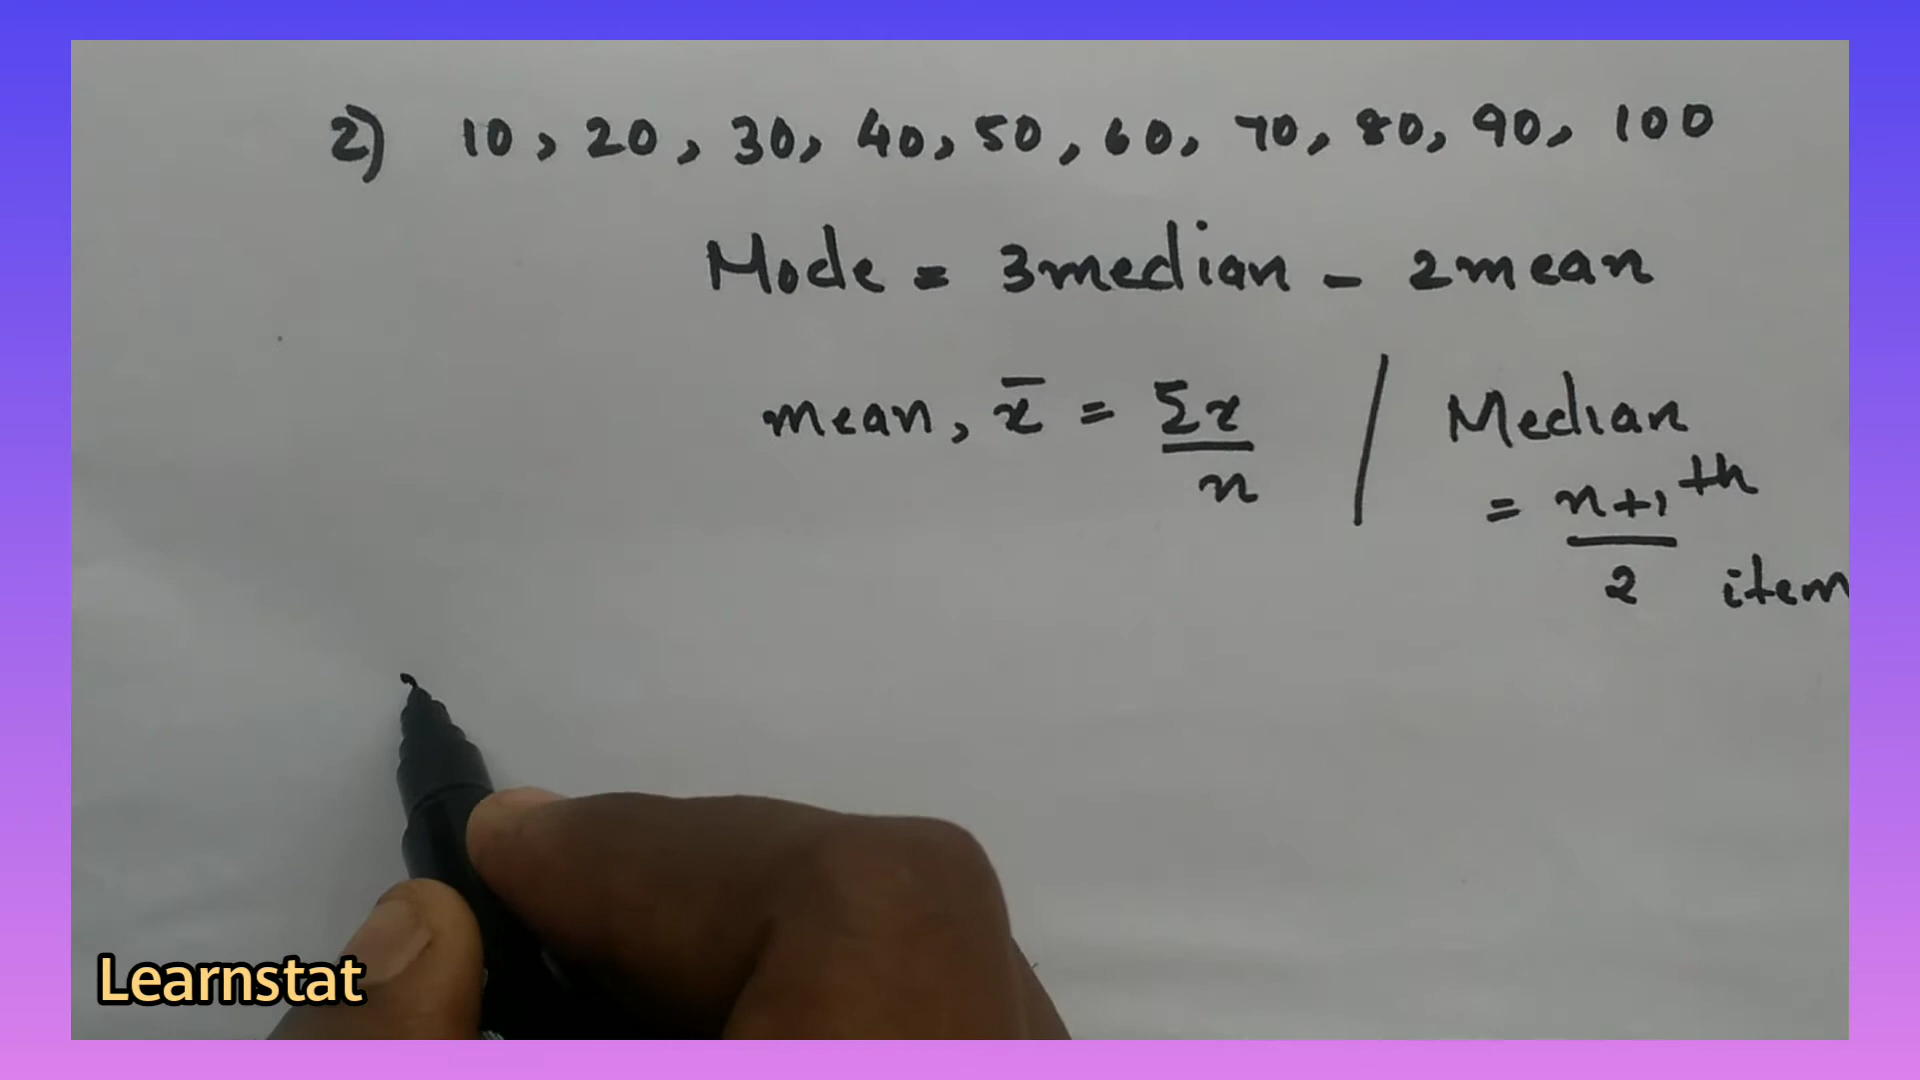 2) 10, 20, 30, 40, 50, 60, 70, 80, 90, 100
Mode = 3median - 2mean
mean, x̄ = Σx / n
Median
= n+1 th / 2 item
Learnstat